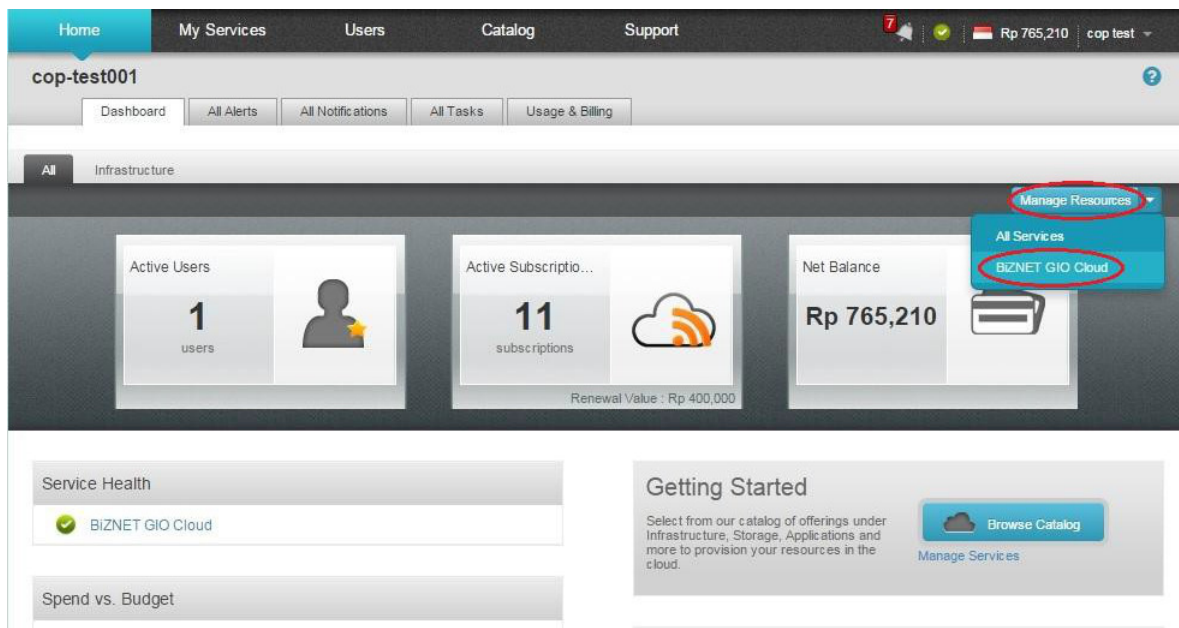 Home My Services Users Catalog Support 7 Rp 765,210 cop test
cop-test001 ?
Dashboard All Alerts All Notifications All Tasks Usage & Billing
All Infrastructure
Manage Resources
All Services
BiZNET GIO Cloud
Active Users
1
users
Active Subscriptio...
11
subscriptions
Renewal Value : Rp 400,000
Net Balance
Rp 765,210
Service Health
BiZNET GIO Cloud
Spend vs. Budget
Getting Started
Select from our catalog of offerings under
Infrastructure, Storage, Applications and
more to provision your resources in the
cloud.
Browse Catalog
Manage Services